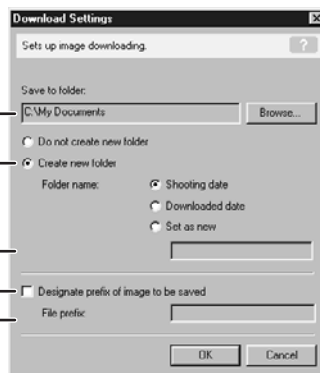 Download Settings
Sets up image downloading.
?
Save to folder:
C:\My Documents
Browse...
Do not create new folder
Create new folder
Folder name:
Shooting date
Downloaded date
Set as new
Designate prefix of image to be saved
File prefix:
OK
Cancel